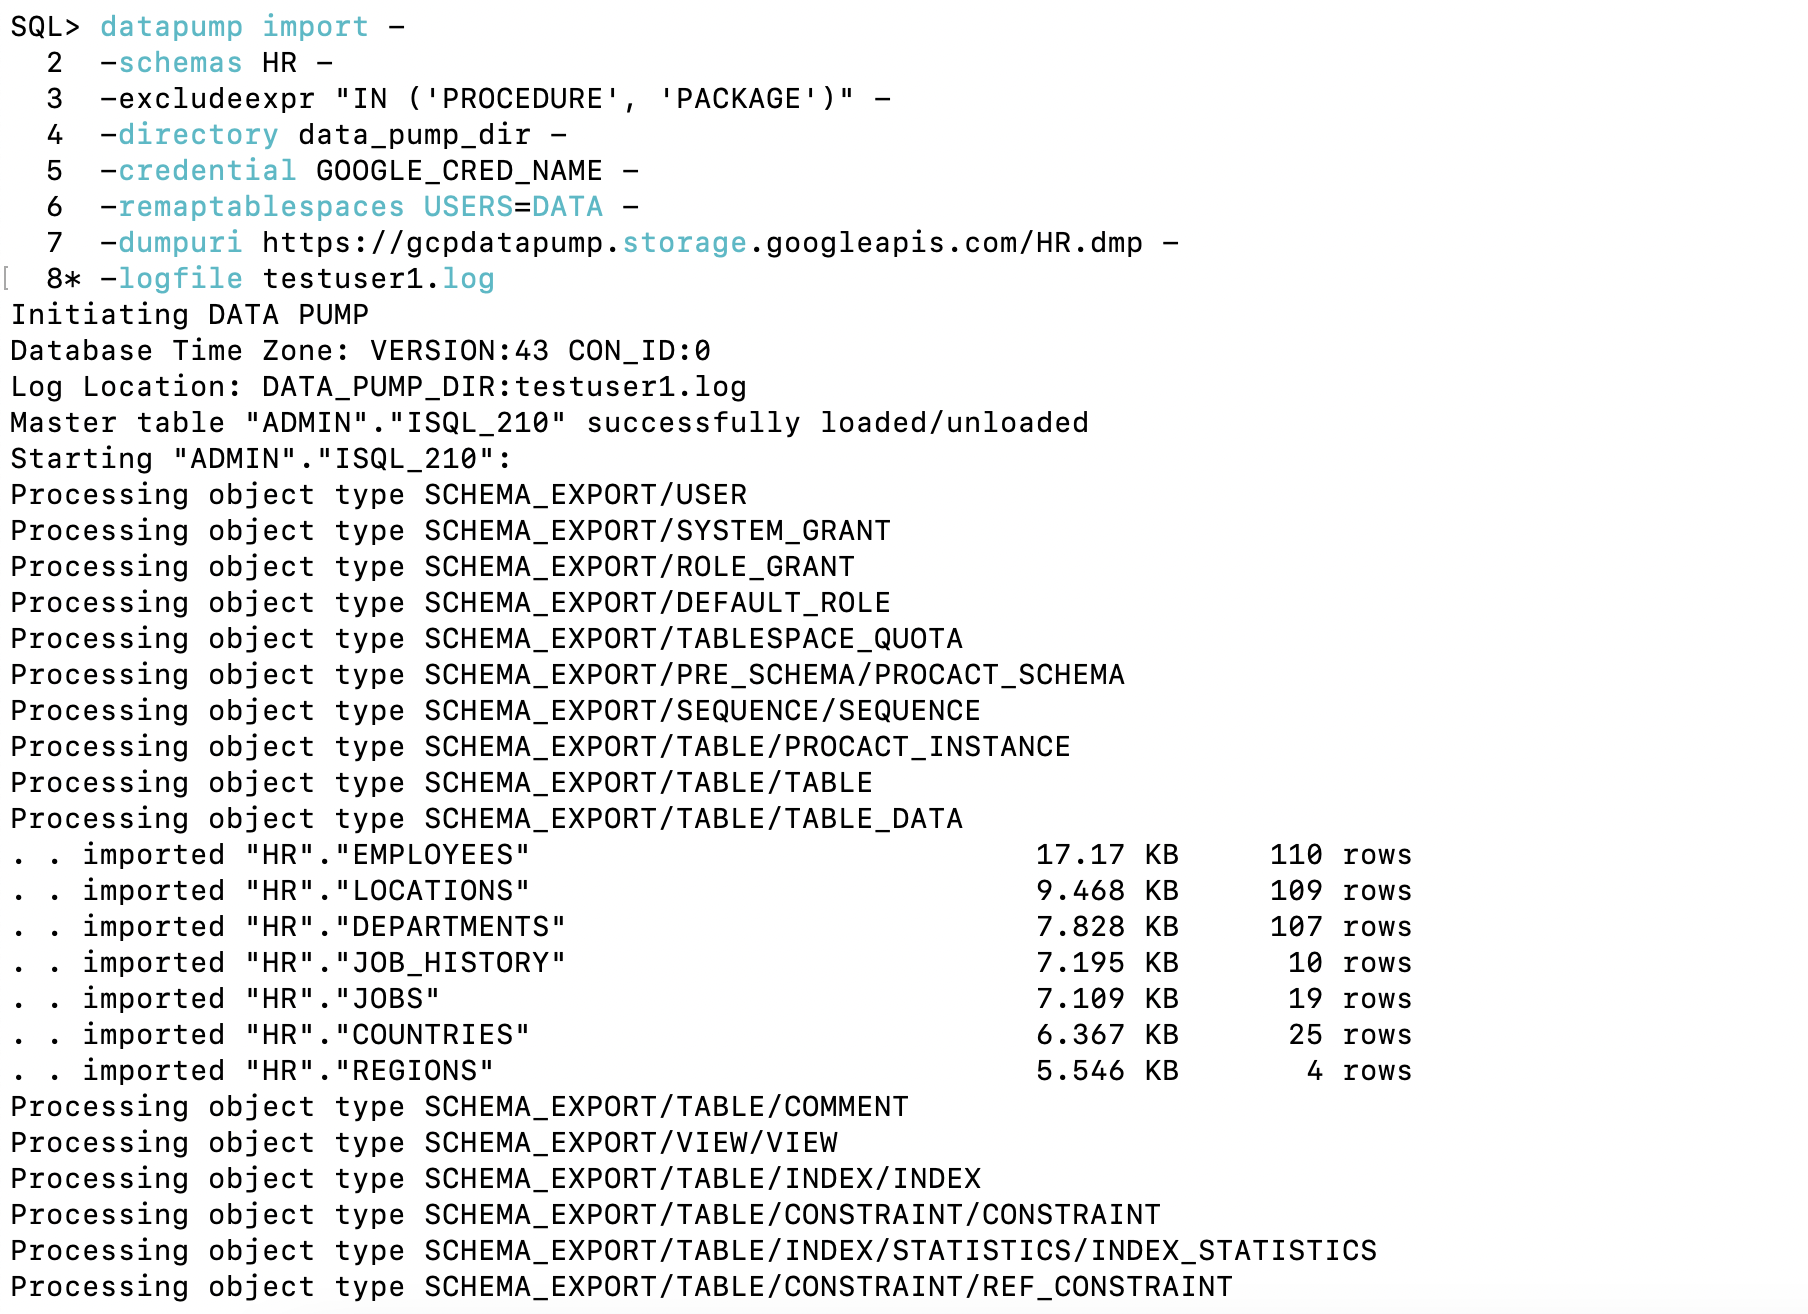 SQL> datapump import –
2 –schemas HR –
3 –excludeexpr "IN ('PROCEDURE', 'PACKAGE')" –
4 –directory data_pump_dir –
5 –credential GOOGLE_CRED_NAME –
6 –remaptablespaces USERS=DATA –
7 –dumpuri https://gcpdatapump.storage.googleapis.com/HR.dmp –
[ 8* –logfile testuser1.log
Initiating DATA PUMP
Database Time Zone: VERSION:43 CON_ID:0
Log Location: DATA_PUMP_DIR:testuser1.log
Master table "ADMIN"."ISQL_210" successfully loaded/unloaded
Starting "ADMIN"."ISQL_210":
Processing object type SCHEMA_EXPORT/USER
Processing object type SCHEMA_EXPORT/SYSTEM_GRANT
Processing object type SCHEMA_EXPORT/ROLE_GRANT
Processing object type SCHEMA_EXPORT/DEFAULT_ROLE
Processing object type SCHEMA_EXPORT/TABLESPACE_QUOTA
Processing object type SCHEMA_EXPORT/PRE_SCHEMA/PROCACT_SCHEMA
Processing object type SCHEMA_EXPORT/SEQUENCE/SEQUENCE
Processing object type SCHEMA_EXPORT/TABLE/PROCACT_INSTANCE
Processing object type SCHEMA_EXPORT/TABLE/TABLE
Processing object type SCHEMA_EXPORT/TABLE/TABLE_DATA
. . imported "HR"."EMPLOYEES" 17.17 KB 110 rows
. . imported "HR"."LOCATIONS" 9.468 KB 109 rows
. . imported "HR"."DEPARTMENTS" 7.828 KB 107 rows
. . imported "HR"."JOB_HISTORY" 7.195 KB 10 rows
. . imported "HR"."JOBS" 7.109 KB 19 rows
. . imported "HR"."COUNTRIES" 6.367 KB 25 rows
. . imported "HR"."REGIONS" 5.546 KB 4 rows
Processing object type SCHEMA_EXPORT/TABLE/COMMENT
Processing object type SCHEMA_EXPORT/VIEW/VIEW
Processing object type SCHEMA_EXPORT/TABLE/INDEX/INDEX
Processing object type SCHEMA_EXPORT/TABLE/CONSTRAINT/CONSTRAINT
Processing object type SCHEMA_EXPORT/TABLE/INDEX/STATISTICS/INDEX_STATISTICS
Processing object type SCHEMA_EXPORT/TABLE/CONSTRAINT/REF_CONSTRAINT